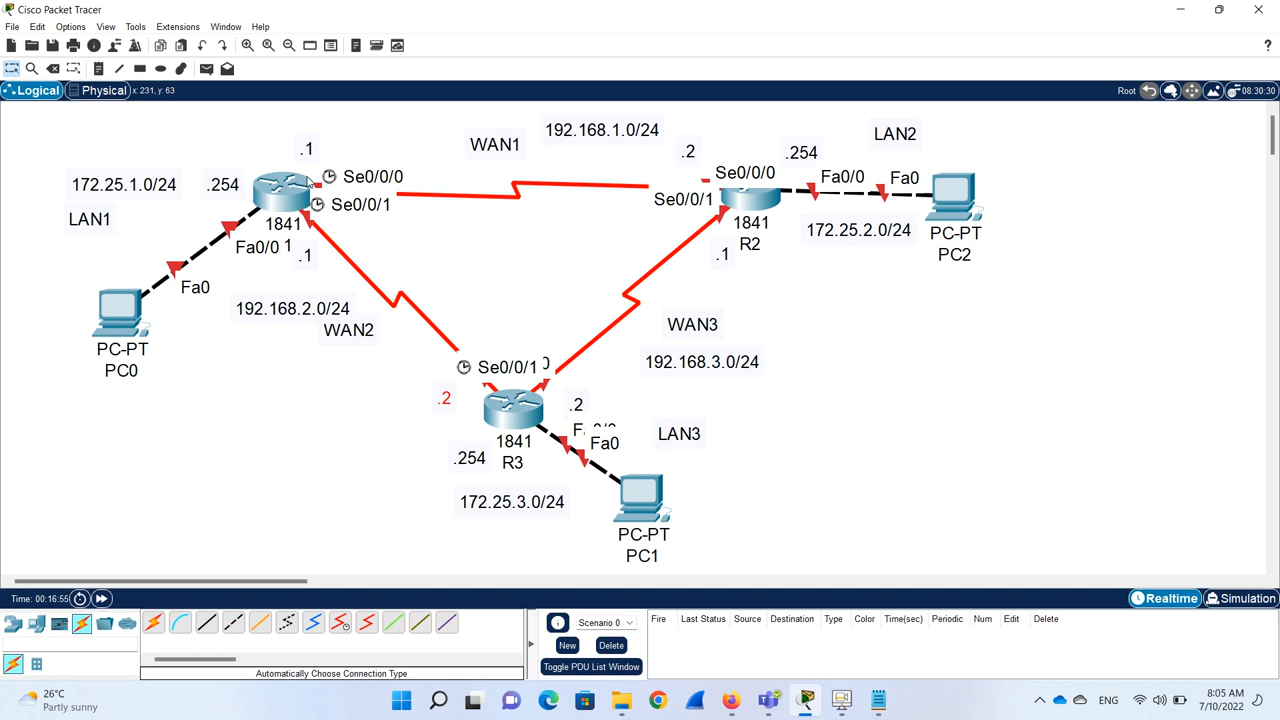 Cisco Packet Tracer
File Edit Options View Tools Extensions Window Help
Logical Physical x: 231, y: 63 Root 08:30:30
192.168.1.0/24
LAN2
.1
WAN1
.2
.254
Se0/0/0
Se0/0/0
Fa0/0
Fa0
172.25.1.0/24
.254
Se0/0/1
Se0/0/1
LAN1
1841
1841
172.25.2.0/24
PC-PT
Fa0/0 1
R2
PC2
.1
.1
Fa0
192.168.2.0/24
WAN2
WAN3
PC-PT
PC0
192.168.3.0/24
Se0/0/1
.2
.2
Fa0
LAN3
1841
.254
R3
172.25.3.0/24
PC-PT
PC1
Time: 00:16:55 Realtime Simulation
Scenario 0
Fire Last Status Source Destination Type Color Time(sec) Periodic Num Edit Delete
New Delete
Toggle PDU List Window
Automatically Choose Connection Type
26°C
Partly sunny
ENG
8:05 AM
7/10/2022